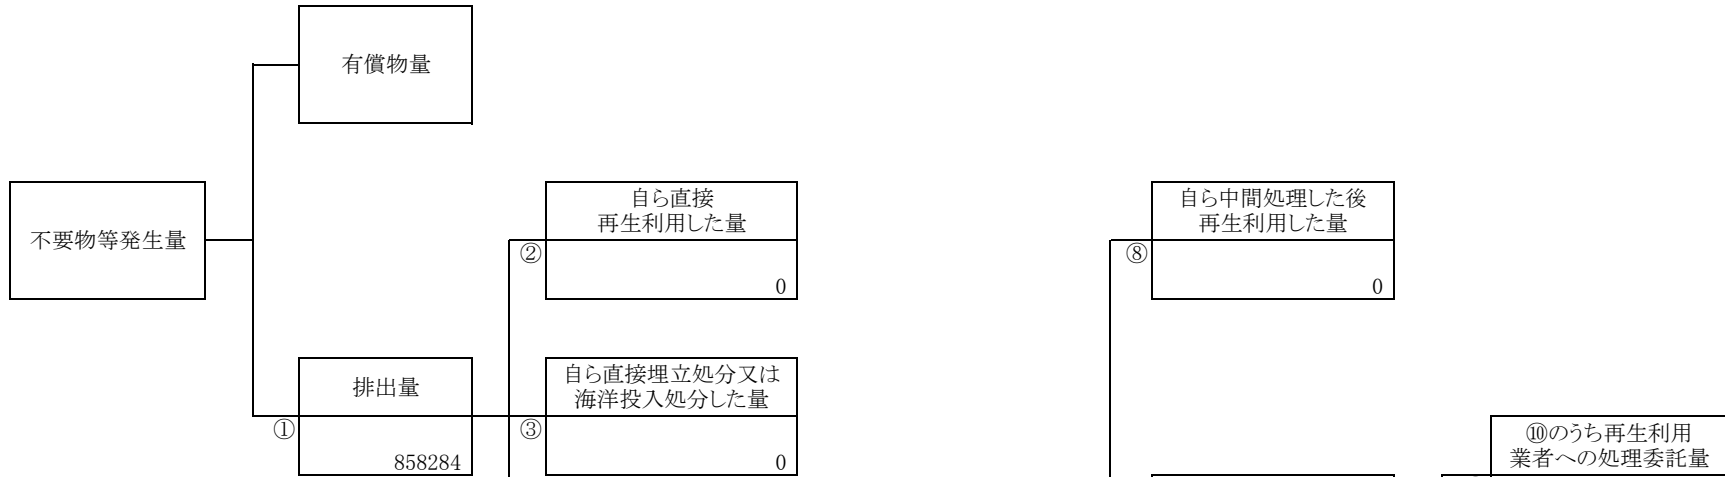 有償物量
不要物等発生量
自ら直接
再生利用した量
②
0
自ら中間処理した後
再生利用した量
⑧
0
排出量
①
858284
自ら直接埋立処分又は
海洋投入処分した量
③
0
⑩のうち再生利用
業者への処理委託量